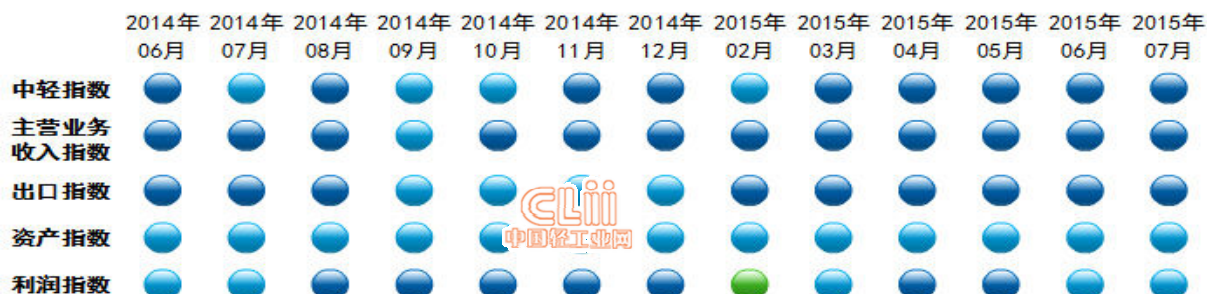 2014年 2014年 2014年 2014年 2014年 2014年 2014年 2015年 2015年 2015年 2015年 2015年 2015年
06月 07月 08月 09月 10月 11月 12月 02月 03月 04月 05月 06月 07月
中轻指数
主营业务
收入指数
出口指数
CLiii
中国轻工业网
资产指数
利润指数